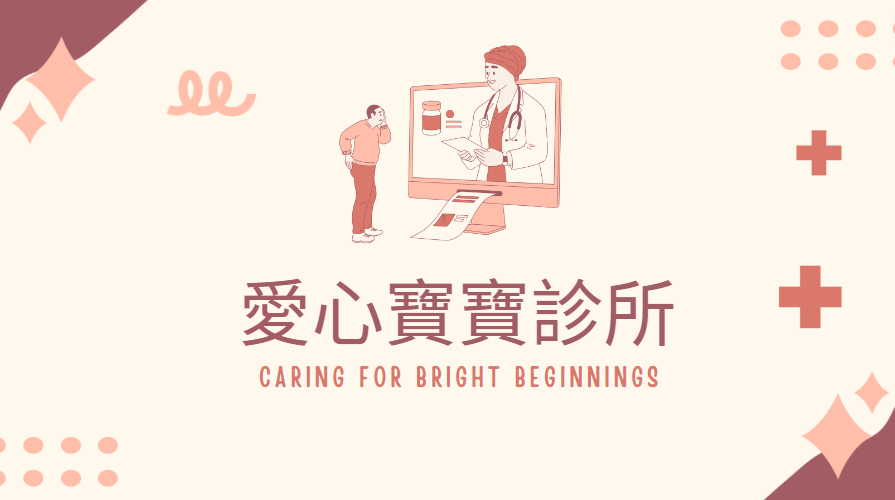 愛心寶寶診所
CARING FOR BRIGHT BEGINNINGS